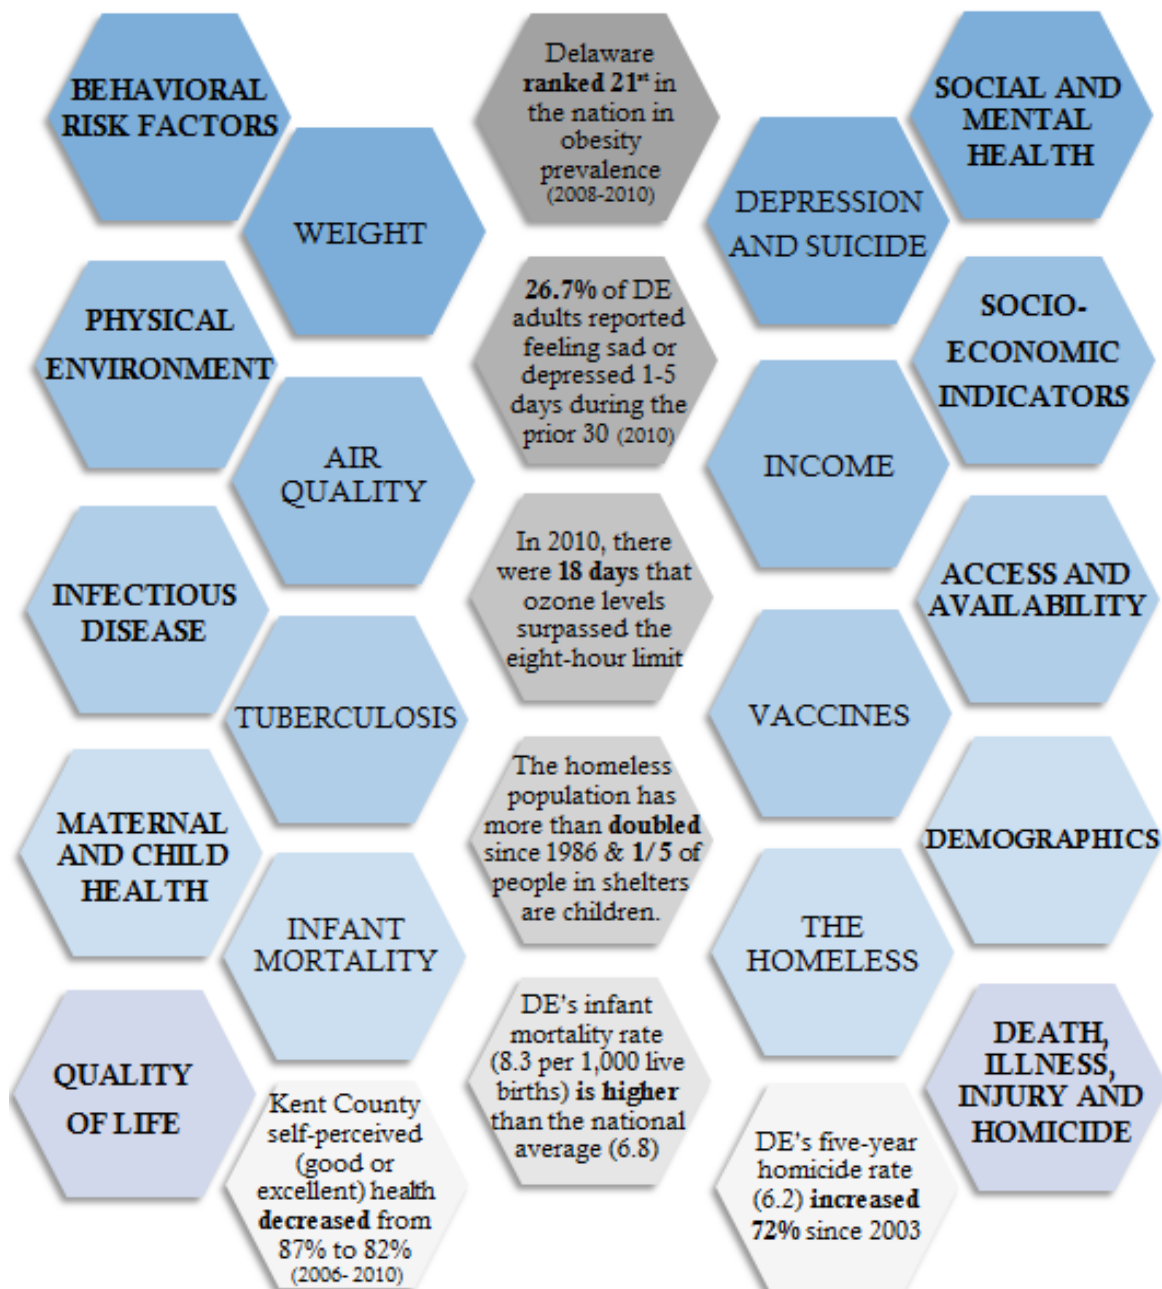 BEHAVIORAL
RISK FACTORS
WEIGHT
Delaware
ranked 21st in
the nation in
obesity
prevalence
(2008-2010)
DEPRESSION
AND SUICIDE
SOCIAL AND
MENTAL
HEALTH
PHYSICAL
ENVIRONMENT
AIR
QUALITY
26.7% of DE
adults reported
feeling sad or
depressed 1-5
days during the
prior 30 (2010)
INCOME
SOCIO-
ECONOMIC
INDICATORS
INFECTIOUS
DISEASE
TUBERCULOSIS
In 2010, there
were 18 days that
ozone levels
surpassed the
eight-hour limit
VACCINES
ACCESS AND
AVAILABILITY
MATERNAL
AND CHILD
HEALTH
INFANT
MORTALITY
The homeless
population has
more than doubled
since 1986 & 1/5 of
people in shelters
are children.
THE
HOMELESS
DEMOGRAPHICS
QUALITY
OF LIFE
Kent County
self-perceived
(good or
excellent) health
decreased from
87% to 82%
(2006- 2010)
DE's infant
mortality rate
(8.3 per 1,000 live
births) is higher
than the national
average (6.8)
DE's five-year
homicide rate
(6.2) increased
72% since 2003
DEATH,
ILLNESS,
INJURY AND
HOMICIDE